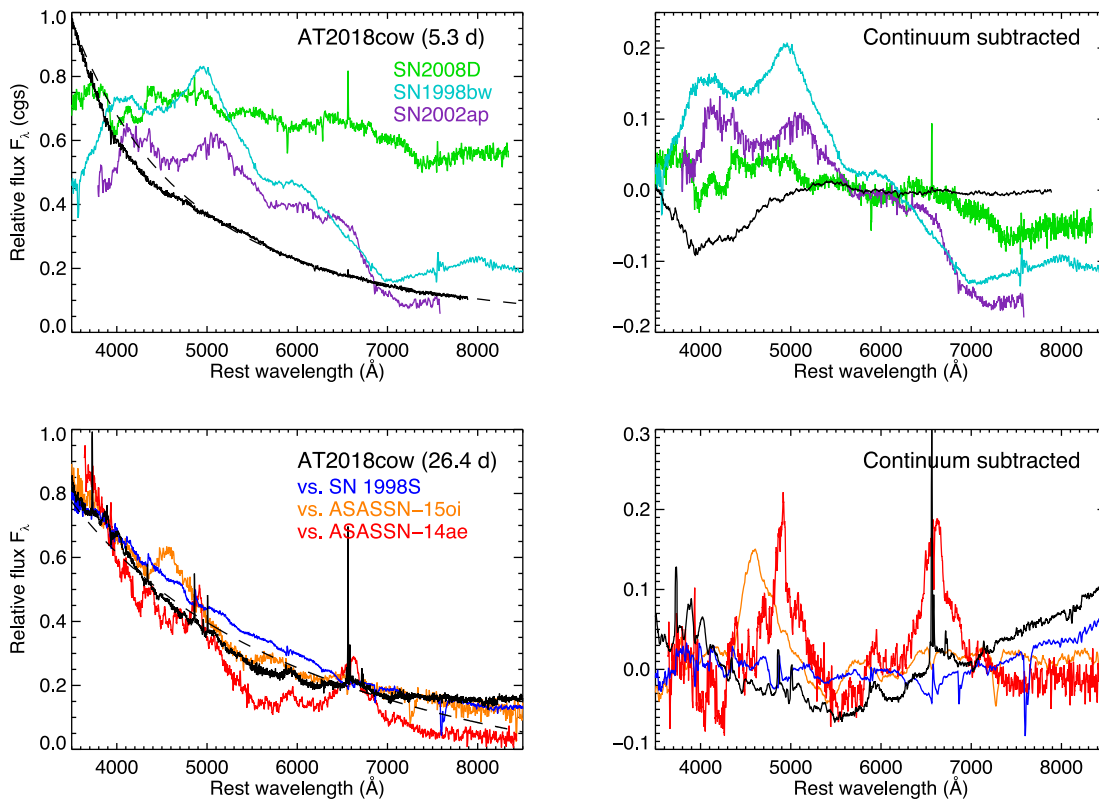 AT2018cow (5.3 d)
SN2008D
SN1998bw
SN2002ap
Relative flux Fλ (cgs)
1.0
0.8
0.6
0.4
0.2
0.0
4000 5000 6000 7000 8000
Rest wavelength (Å)
Continuum subtracted
0.2
0.1
0.0
−0.1
−0.2
4000 5000 6000 7000 8000
Rest wavelength (Å)
AT2018cow (26.4 d)
vs. SN 1998S
vs. ASASSN−15oi
vs. ASASSN−14ae
Relative flux Fλ
1.0
0.8
0.6
0.4
0.2
0.0
4000 5000 6000 7000 8000
Rest wavelength (Å)
Continuum subtracted
0.3
0.2
0.1
0.0
−0.1
4000 5000 6000 7000 8000
Rest wavelength (Å)